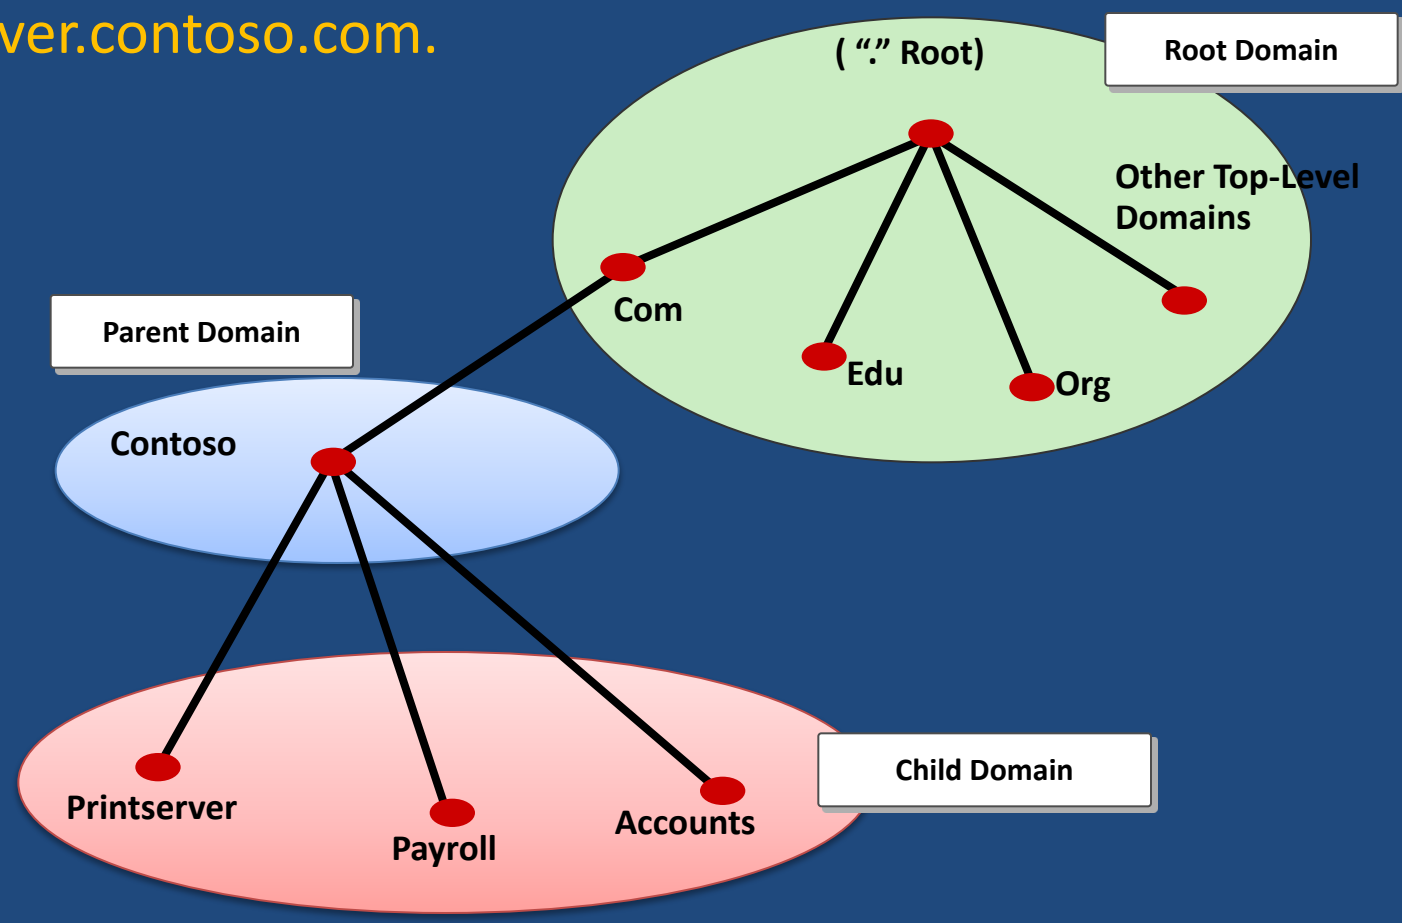 ver.contoso.com.
( “.” Root)
Root Domain
Other Top-Level
Domains
Com
Parent Domain
Edu
Org
Contoso
Child Domain
Printserver
Accounts
Payroll